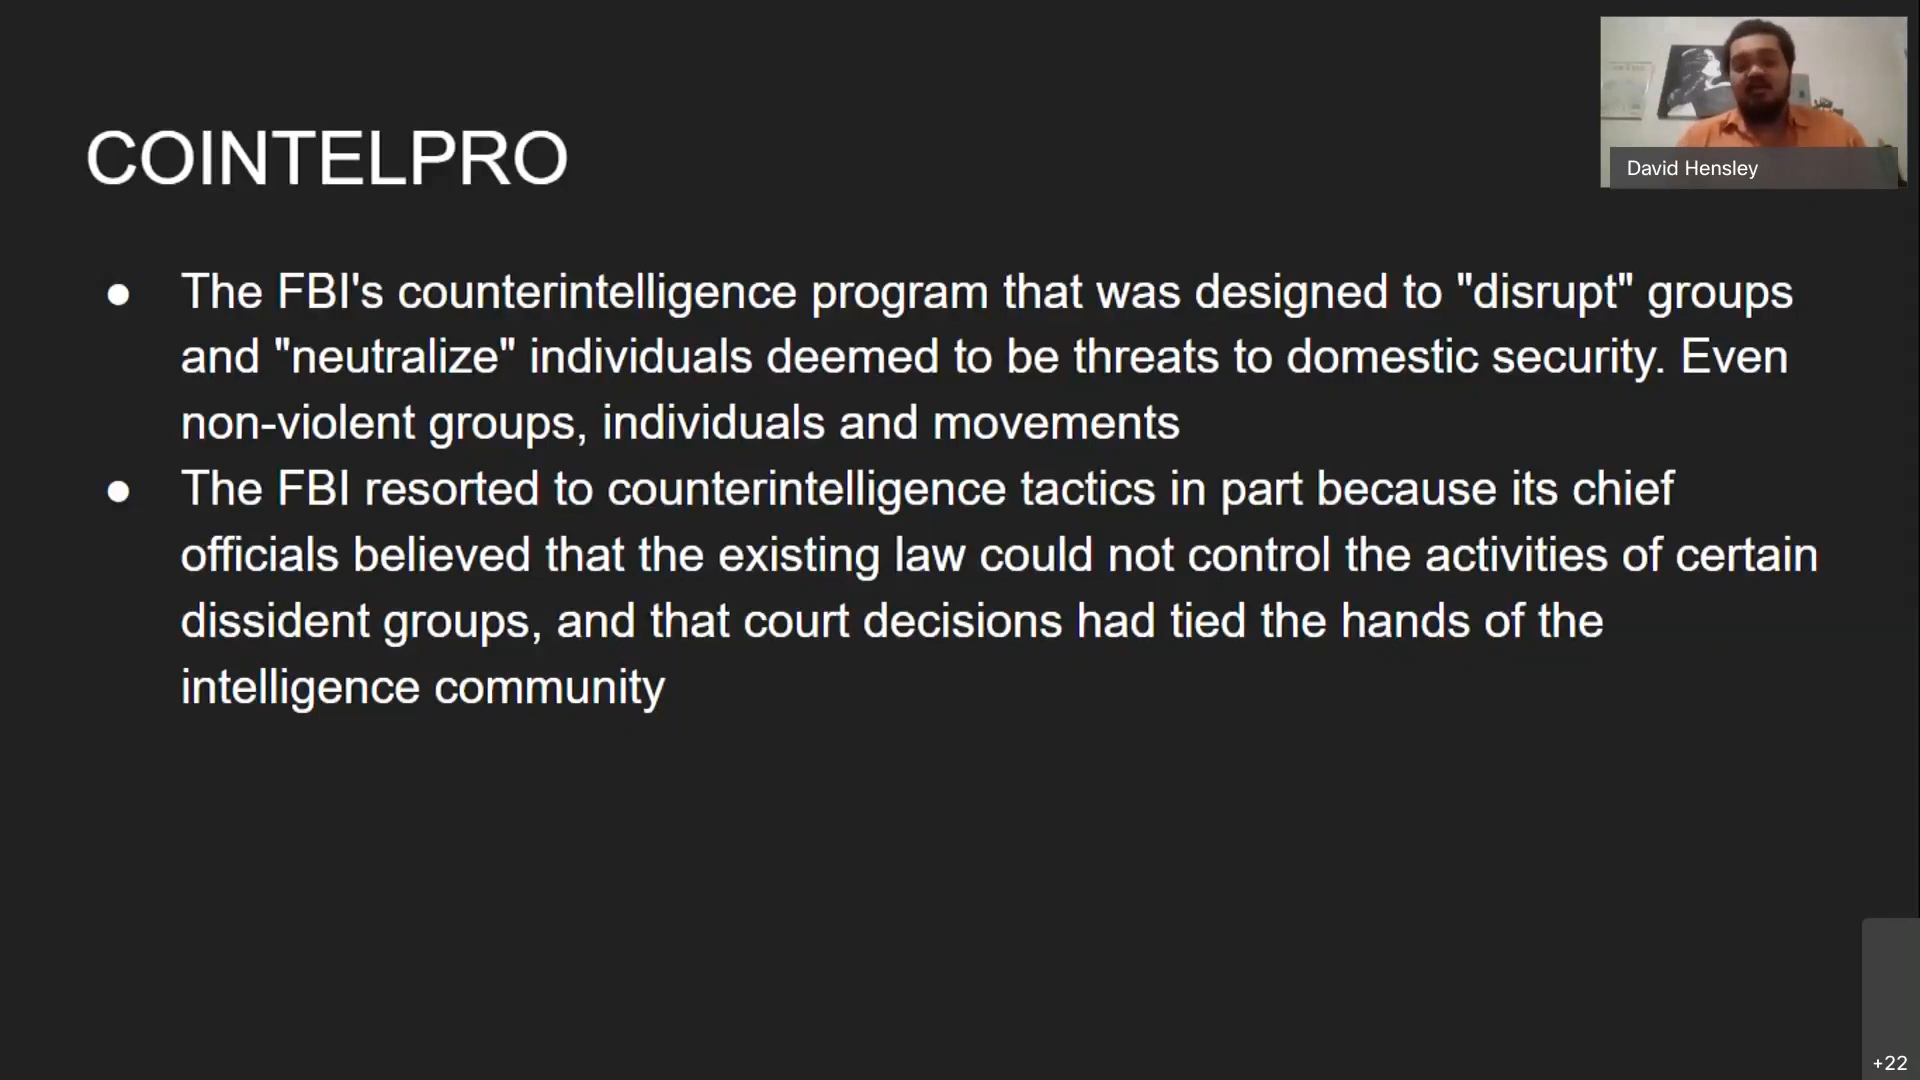 COINTELPRO
● The FBI's counterintelligence program that was designed to "disrupt" groups
and "neutralize" individuals deemed to be threats to domestic security. Even
non-violent groups, individuals and movements
● The FBI resorted to counterintelligence tactics in part because its chief
officials believed that the existing law could not control the activities of certain
dissident groups, and that court decisions had tied the hands of the
intelligence community
David Hensley
+22